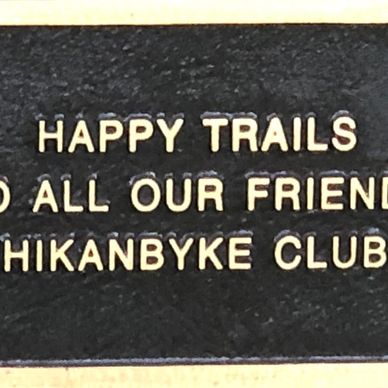 HAPPY TRAILS
O ALL OUR FRIEND
HIKANBYKE CLUB